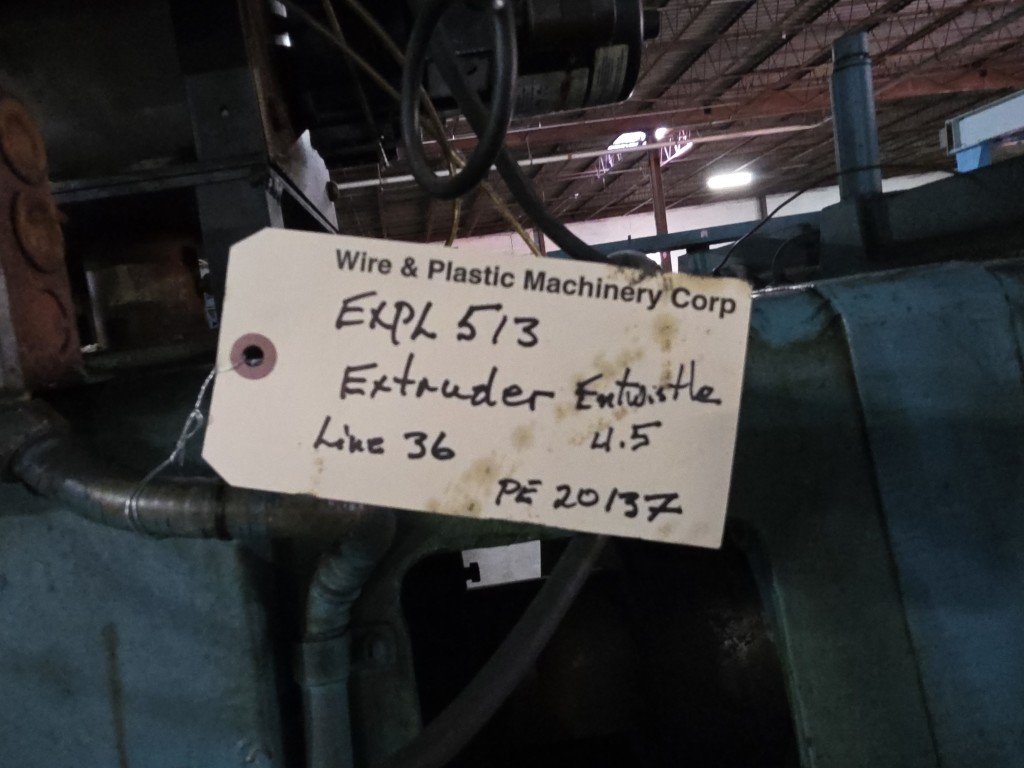 Wire & Plastic Machinery Corp
EXPL 513
Extruder Entwistle
Line 36 4.5
PE 20137